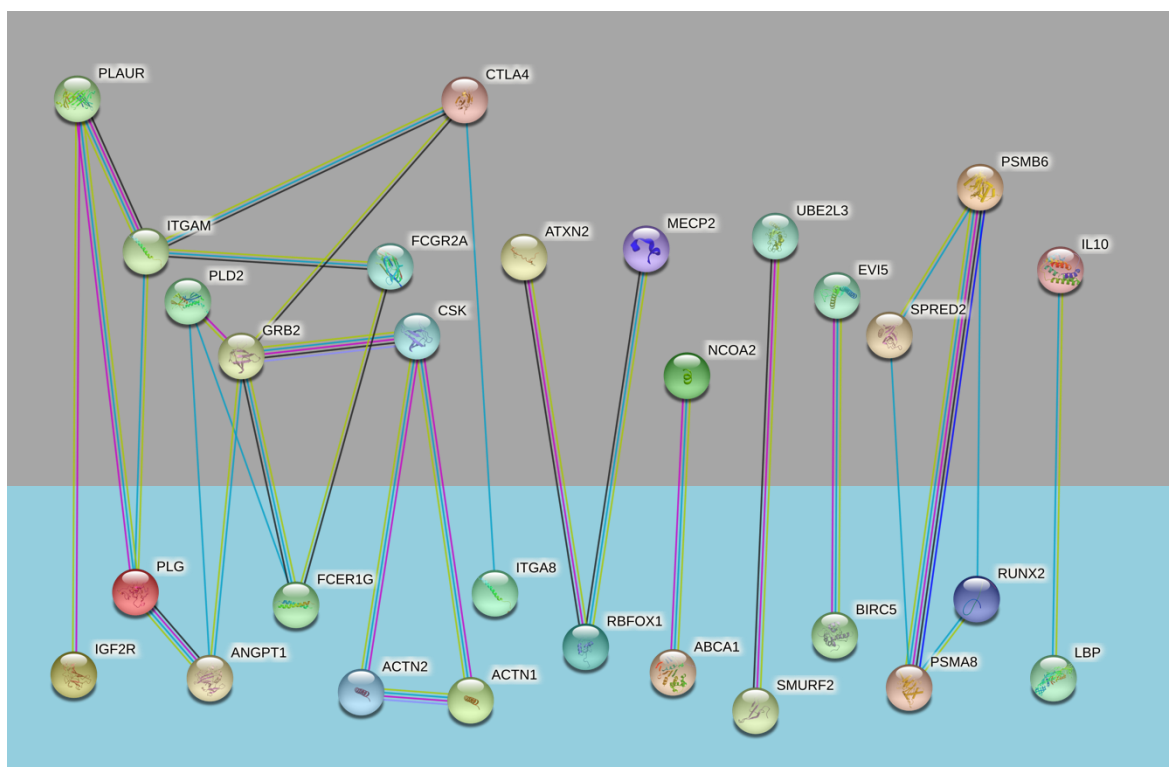 PLAUR
CTLA4
PSMB6
ITGAM
FCGR2A
ATXN2
MECP2
UBE2L3
IL10
PLD2
EVI5
CSK
SPRED2
GRB2
NCOA2
PLG
FCER1G
ITGA8
RUNX2
RBFOX1
BIRC5
IGF2R
ANGPT1
ACTN2
ACTN1
ABCA1
PSMA8
LBP
SMURF2